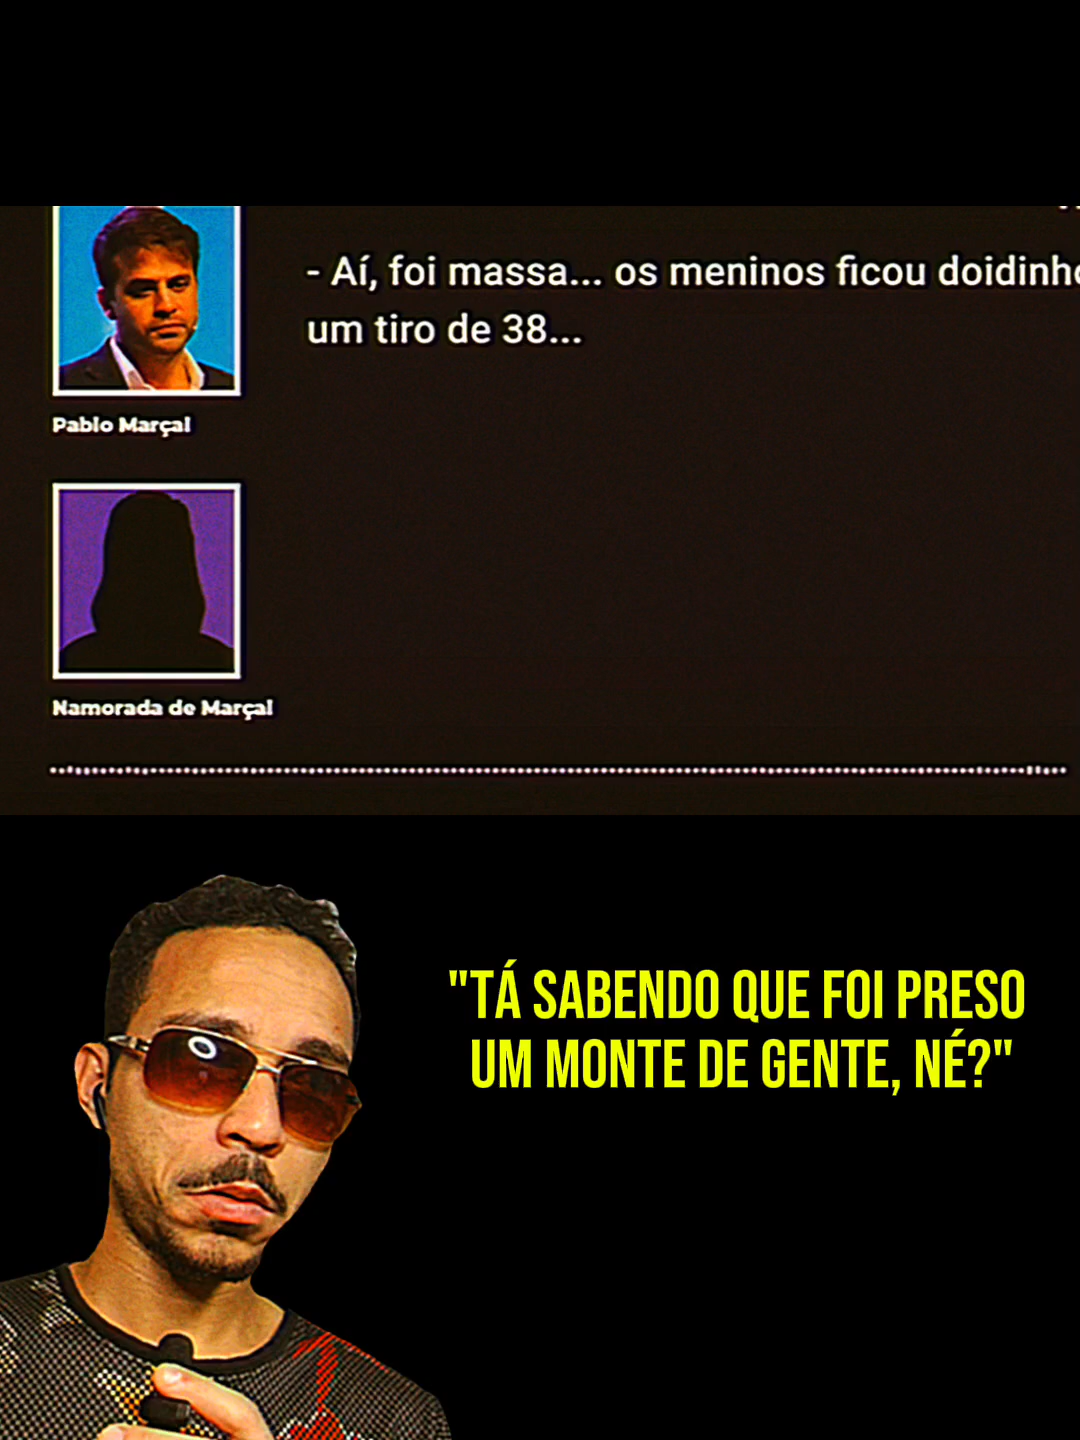 - Aí, foi massa... os meninos ficou doidinho
um tiro de 38...
Pablo Marçal
Namorada de Marçal
"TÁ SABENDO QUE FOI PRESO
UM MONTE DE GENTE, NÉ?"